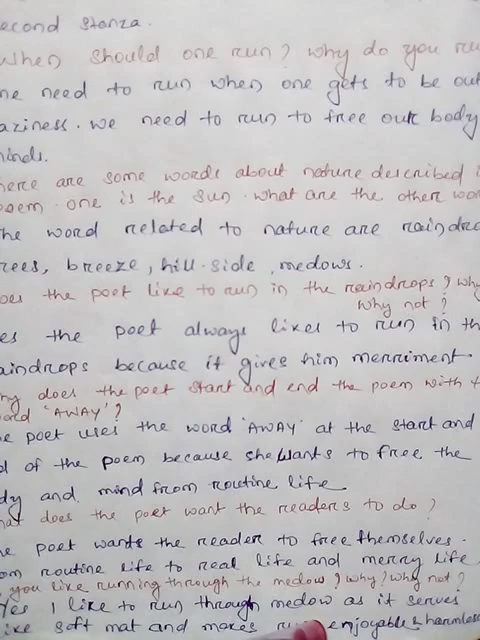 econd Stanza.
When should one run? why do you ru
ne need to run when one gets to be out
aziness. we need to run to free our body
minds.
here are some words about nature described i
poem. one is the sun. what are the other wor
he word related to nature are raindro
rees, breeze, hill-side, medows.
oes the poet like to run in the raindrops? why
why not?
es the poet always likes to run in th
aindrops because it gives him merriment.
hy does the poet start and end the poem with t
word 'AWAY'?
he poet uses the word 'AWAY' at the start and
d of the poem because she wants to free the
dy and mind from routine life
hat does the poet want the readers to do?
he poet wants the reader to free themselves.
om routine life to real life and merry life
you like running through the medow? why? why not?
Yes I like to run through medow as it serves
ike soft mat and makes enjoyable & harmless